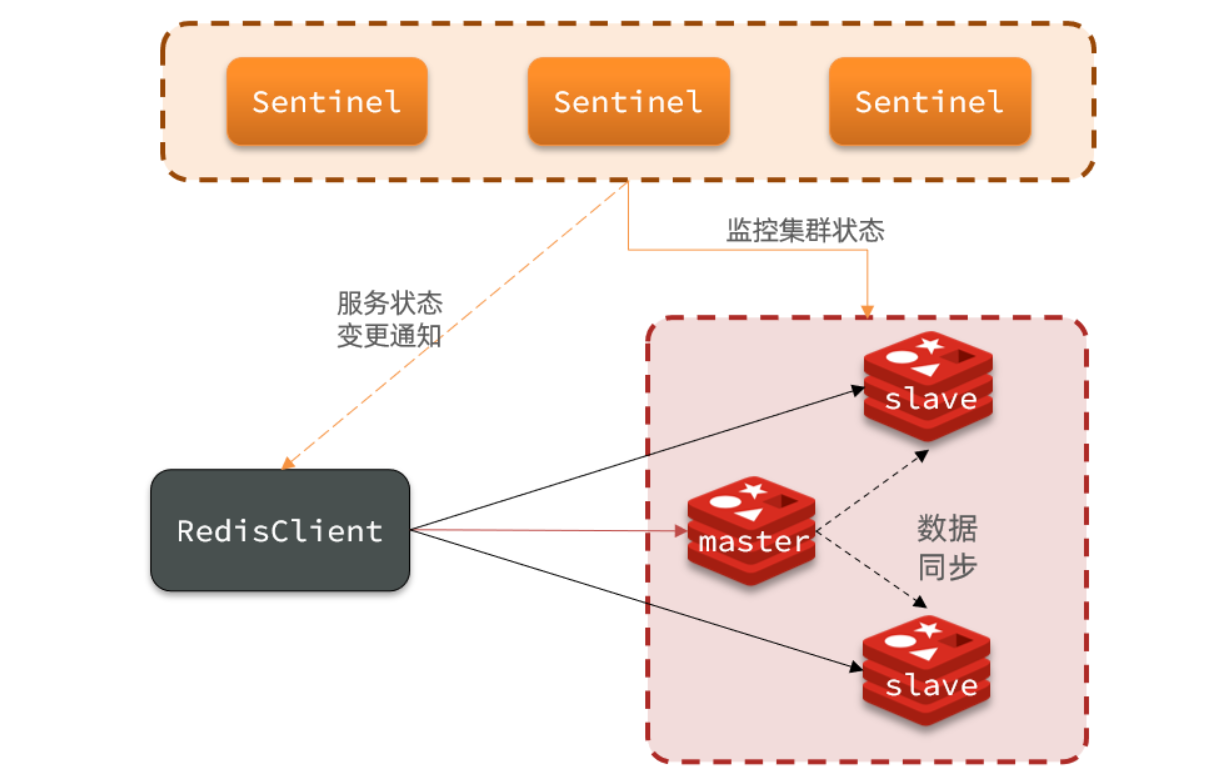 Sentinel
Sentinel
Sentinel
监控集群状态
服务状态
变更通知
slave
RedisClient
master
数据
同步
slave